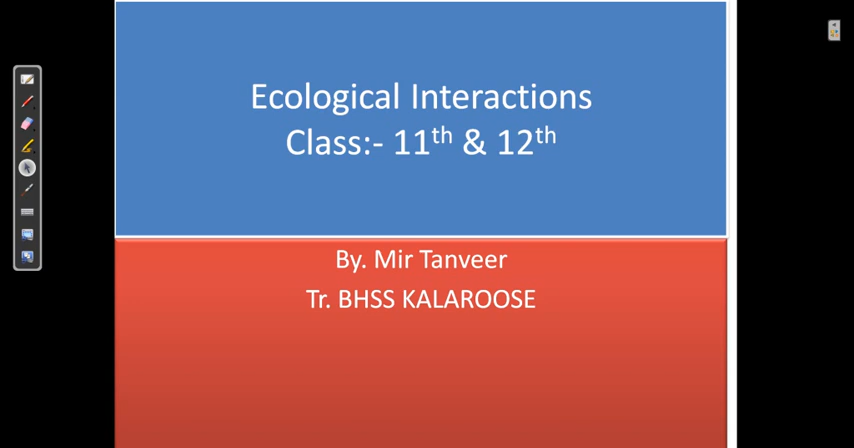 Ecological Interactions
Class:- 11th & 12th
By. Mir Tanveer
Tr. BHSS KALAROOSE